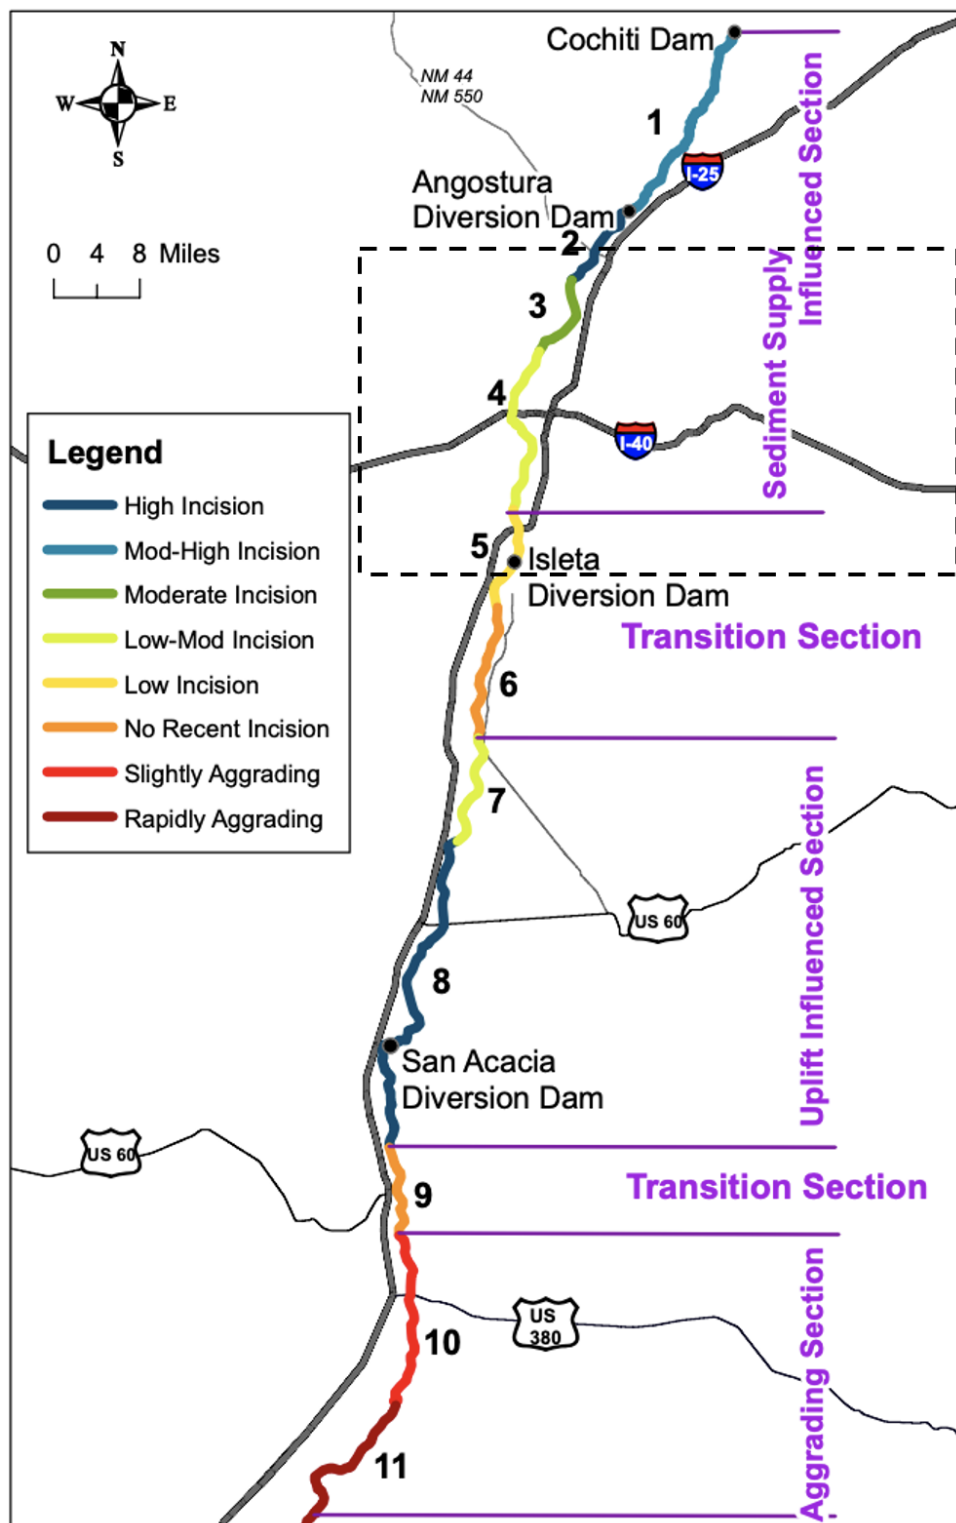 N
W
E
S
0 4 8 Miles
NM 44
NM 550
Cochiti Dam
1
I-25
Angostura
Diversion Dam
2
3
4
I-40
Sediment Supply
Influenced Section
5
Isleta
Diversion Dam
Transition Section
6
7
US 60
8
Uplift Influenced Section
San Acacia
Diversion Dam
US 60
Transition Section
9
10
US
380
Aggrading Section
11
Legend
High Incision
Mod-High Incision
Moderate Incision
Low-Mod Incision
Low Incision
No Recent Incision
Slightly Aggrading
Rapidly Aggrading